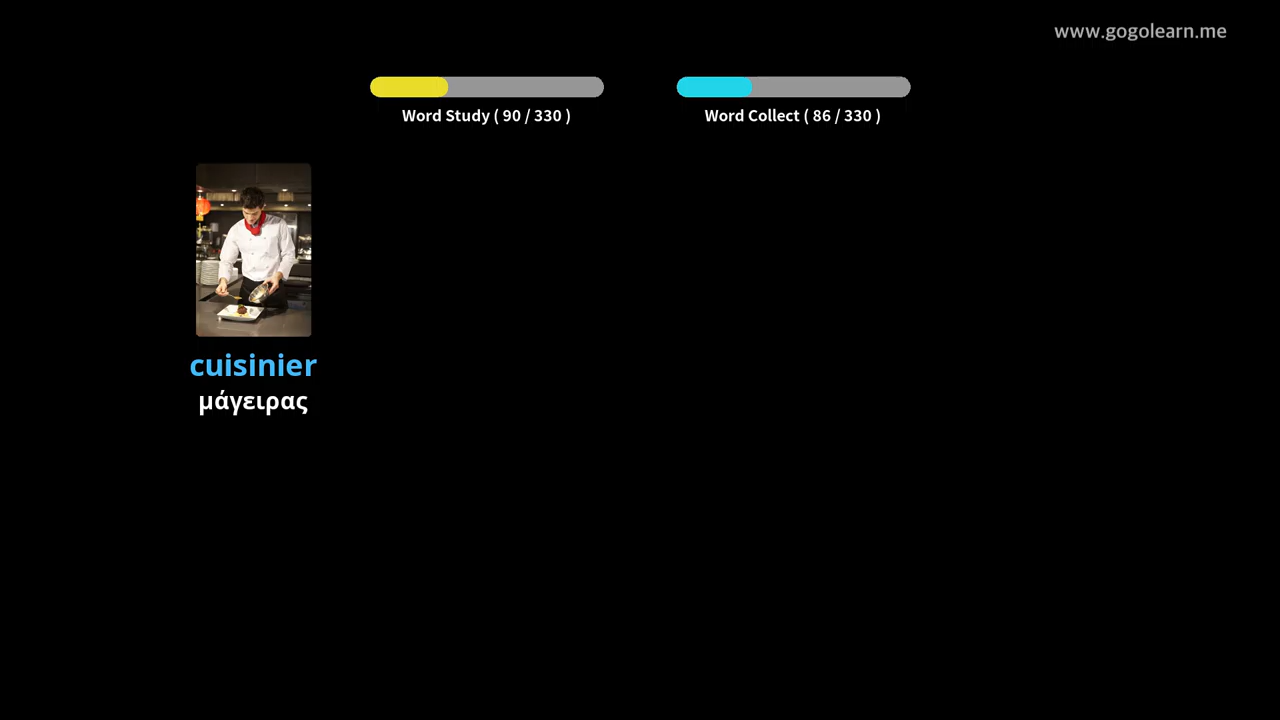 www.gogolearn.me
Word Study ( 90 / 330 )
Word Collect ( 86 / 330 )
cuisinier
μάγειρας